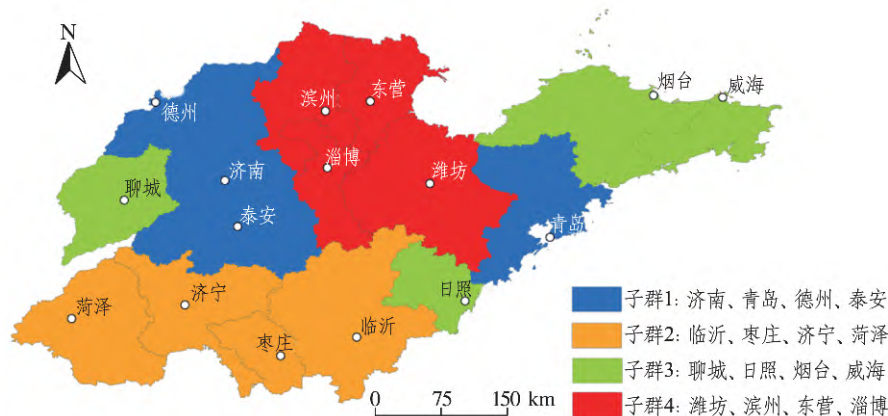 N
烟台
威海
滨州
东营
德州
淄博
济南
潍坊
聊城
泰安
青岛
日照
济宁
菏泽
临沂
枣庄
子群1: 济南、青岛、德州、泰安
子群2: 临沂、枣庄、济宁、菏泽
子群3: 聊城、日照、烟台、威海
子群4: 潍坊、滨州、东营、淄博
0 75 150 km